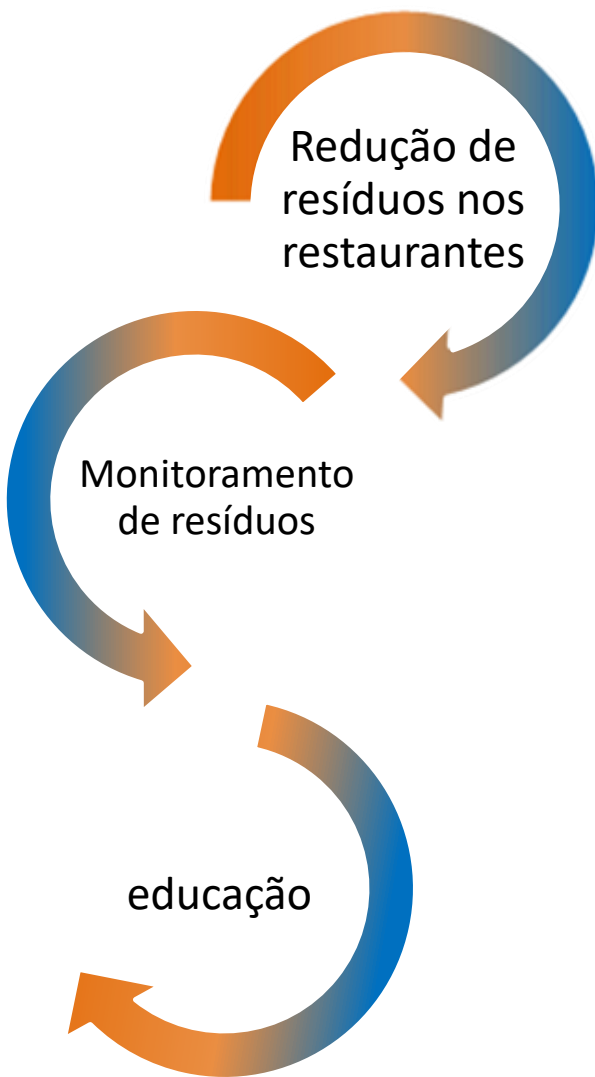 Redução de
resíduos nos
restaurantes
Monitoramento
de resíduos
educação